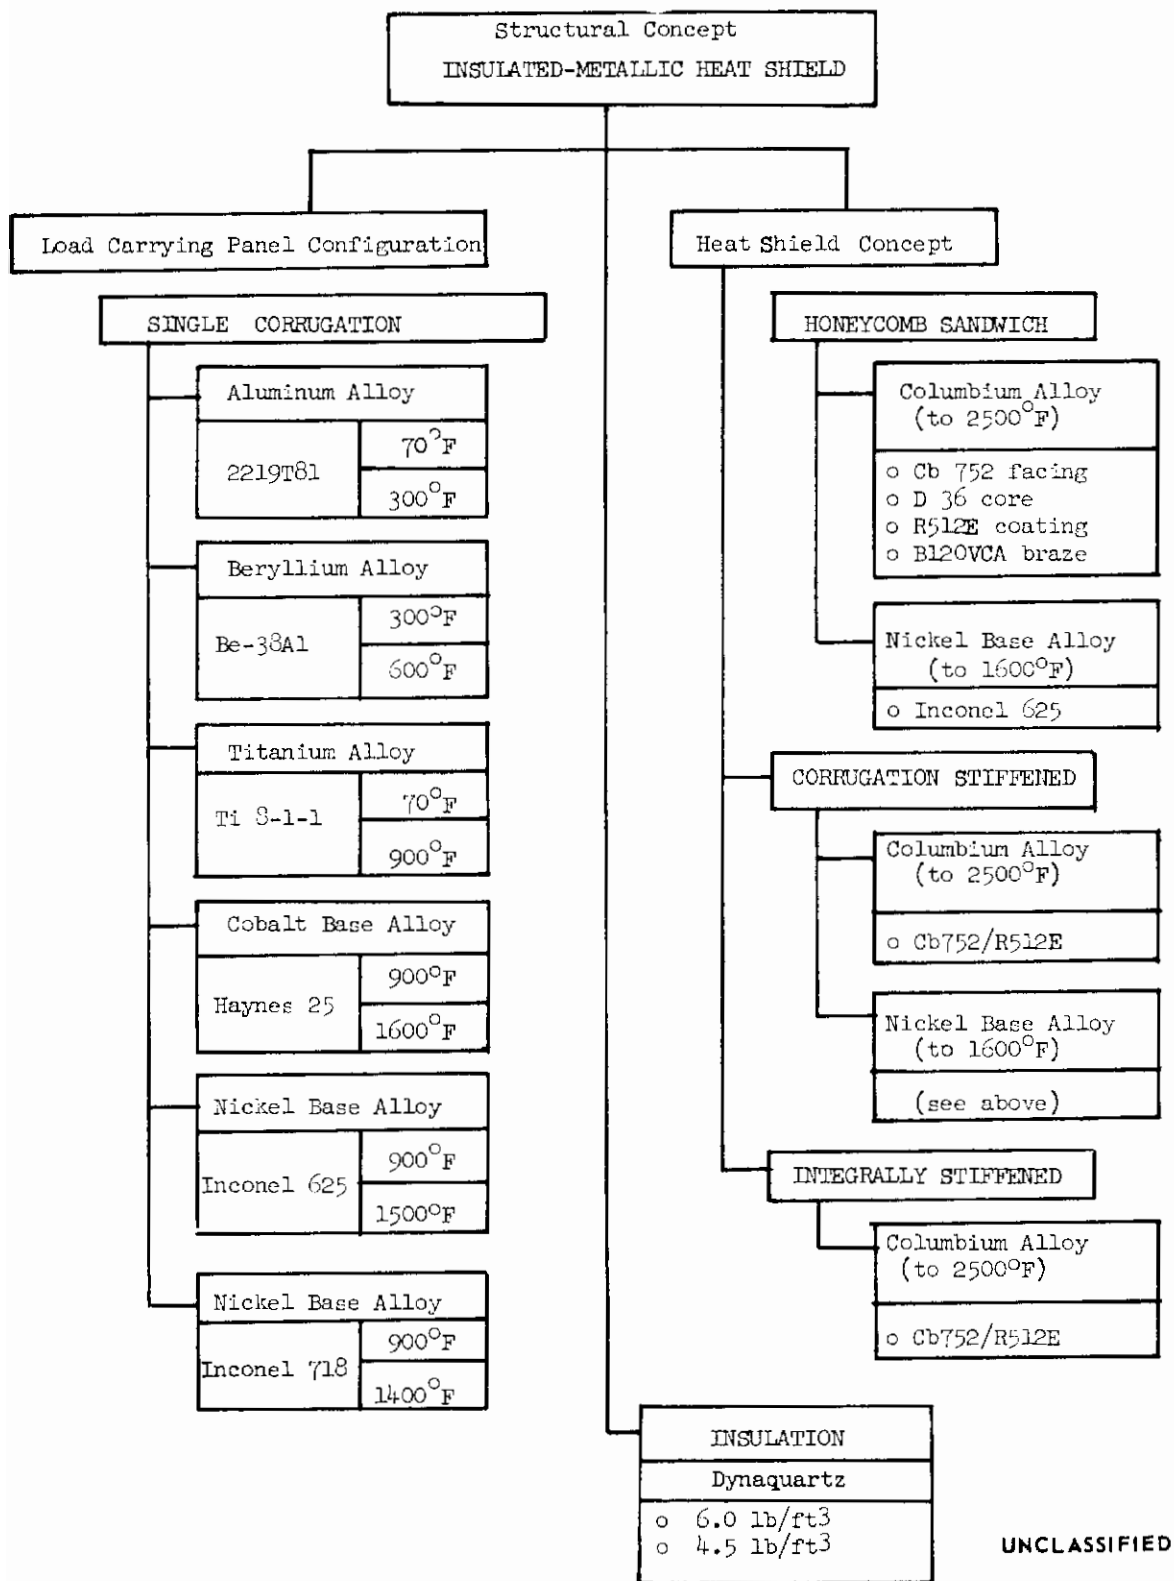 Structural Concept
INSULATED-METALLIC HEAT SHIELD
Load Carrying Panel Configuration
SINGLE CORRUGATION
Aluminum Alloy
2219T81
70°F
300°F
Beryllium Alloy
Be-38Al
300°F
600°F
Titanium Alloy
Ti 8-1-1
70°F
900°F
Cobalt Base Alloy
Haynes 25
900°F
1600°F
Nickel Base Alloy
Inconel 625
900°F
1500°F
Nickel Base Alloy
Inconel 718
900°F
1400°F
Heat Shield Concept
HONEYCOMB SANDWICH
Columbium Alloy
(to 2500°F)
o Cb 752 facing
o D 36 core
o R512E coating
o B120VCA braze
Nickel Base Alloy
(to 1600°F)
o Inconel 625
CORRUGATION STIFFENED
Columbium Alloy
(to 2500°F)
o Cb752/R512E
Nickel Base Alloy
(to 1600°F)
(see above)
INTEGRALLY STIFFENED
Columbium Alloy
(to 2500°F)
o Cb752/R512E
INSULATION
Dynaquartz
o 6.0 lb/ft3
o 4.5 lb/ft3
UNCLASSIFIED